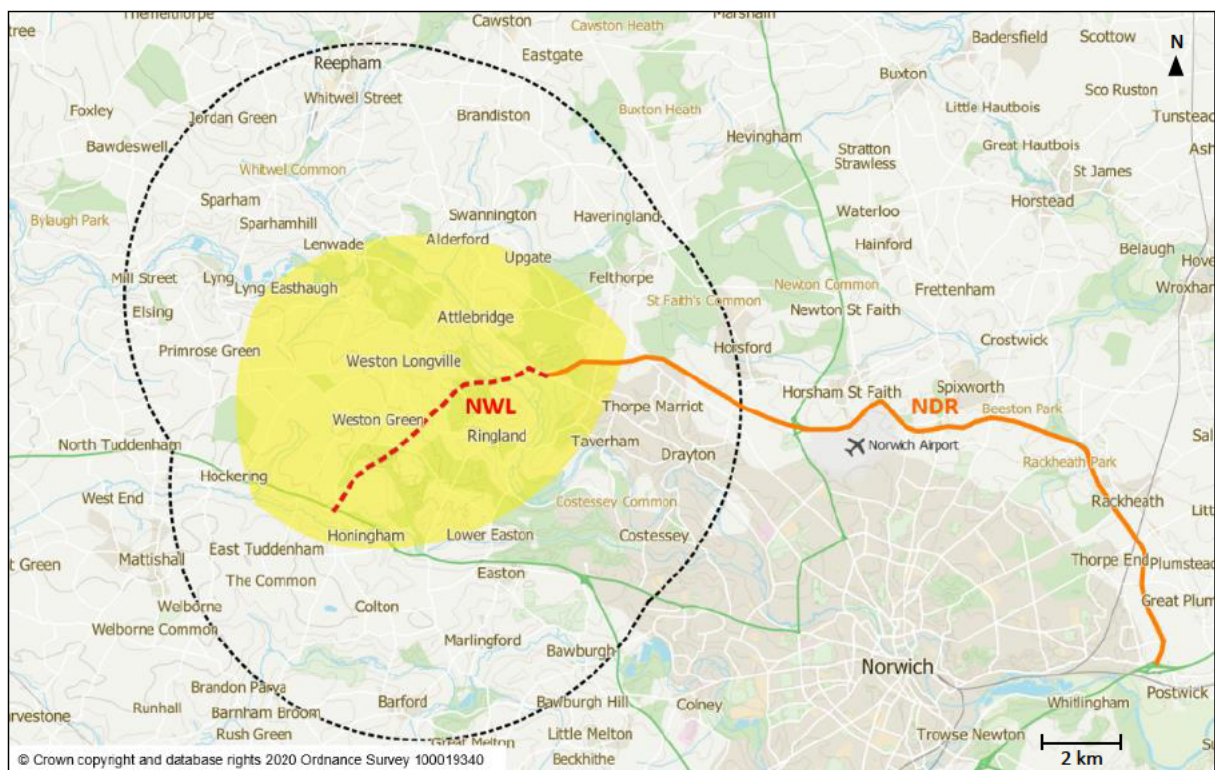 Themelthorpe
Cawston
Marsham
Cawston Heath
Badersfield
Scottow
N
Eastgate
Reepham
Buxton
Whitwell Street
Sco Ruston
Foxley
Jordan Green
Brandiston
Buxton Heath
Little Hautbois
Tunstead
Hevingham
Bawdeswell
Stratton
Strawless
Great Hautbois
Whitwel Common
St James
Sparham
Horstead
Bylaugh Park
Sparhamhill
Swannington
Haveringland
Waterloo
Lenwade
Alderford
Hainford
Belaugh
Upgate
Mill Street
Lyng
Lyng Easthaugh
Felthorpe
Newton Common
Frettenham
Wroxham
St Faith's Common
Elsing
Attlebridge
Newton St Faith
Primrose Green
Weston Longville
Horsford
Crostwick
Horsham St Faith
Spixworth
NWL
Thorpe Marriot
NDR
Beeston Park
Weston Green
Ringland
North Tuddenham
Taverham
Drayton
Norwich Airport
Hockering
Rackheath Park
West End
Costessey Common
Rackheath
Honingham
Lower Easton
Costessey
Mattishall
East Tuddenham
Thorpe End
Plumstead
The Common
Easton
Welborne
Colton
Great Plum
Welborne Common
Marlingford
Bawburgh
Norwich
Brandon Parva
Whitlingham
Postwick
Runhall
Barnham Broom
Barford
Bawburgh Hill
Colney
Rush Green
Great Melton
Little Melton
Trowse Newton
Beckhithe
2 km
© Crown copyright and database rights 2020 Ordnance Survey 100019340